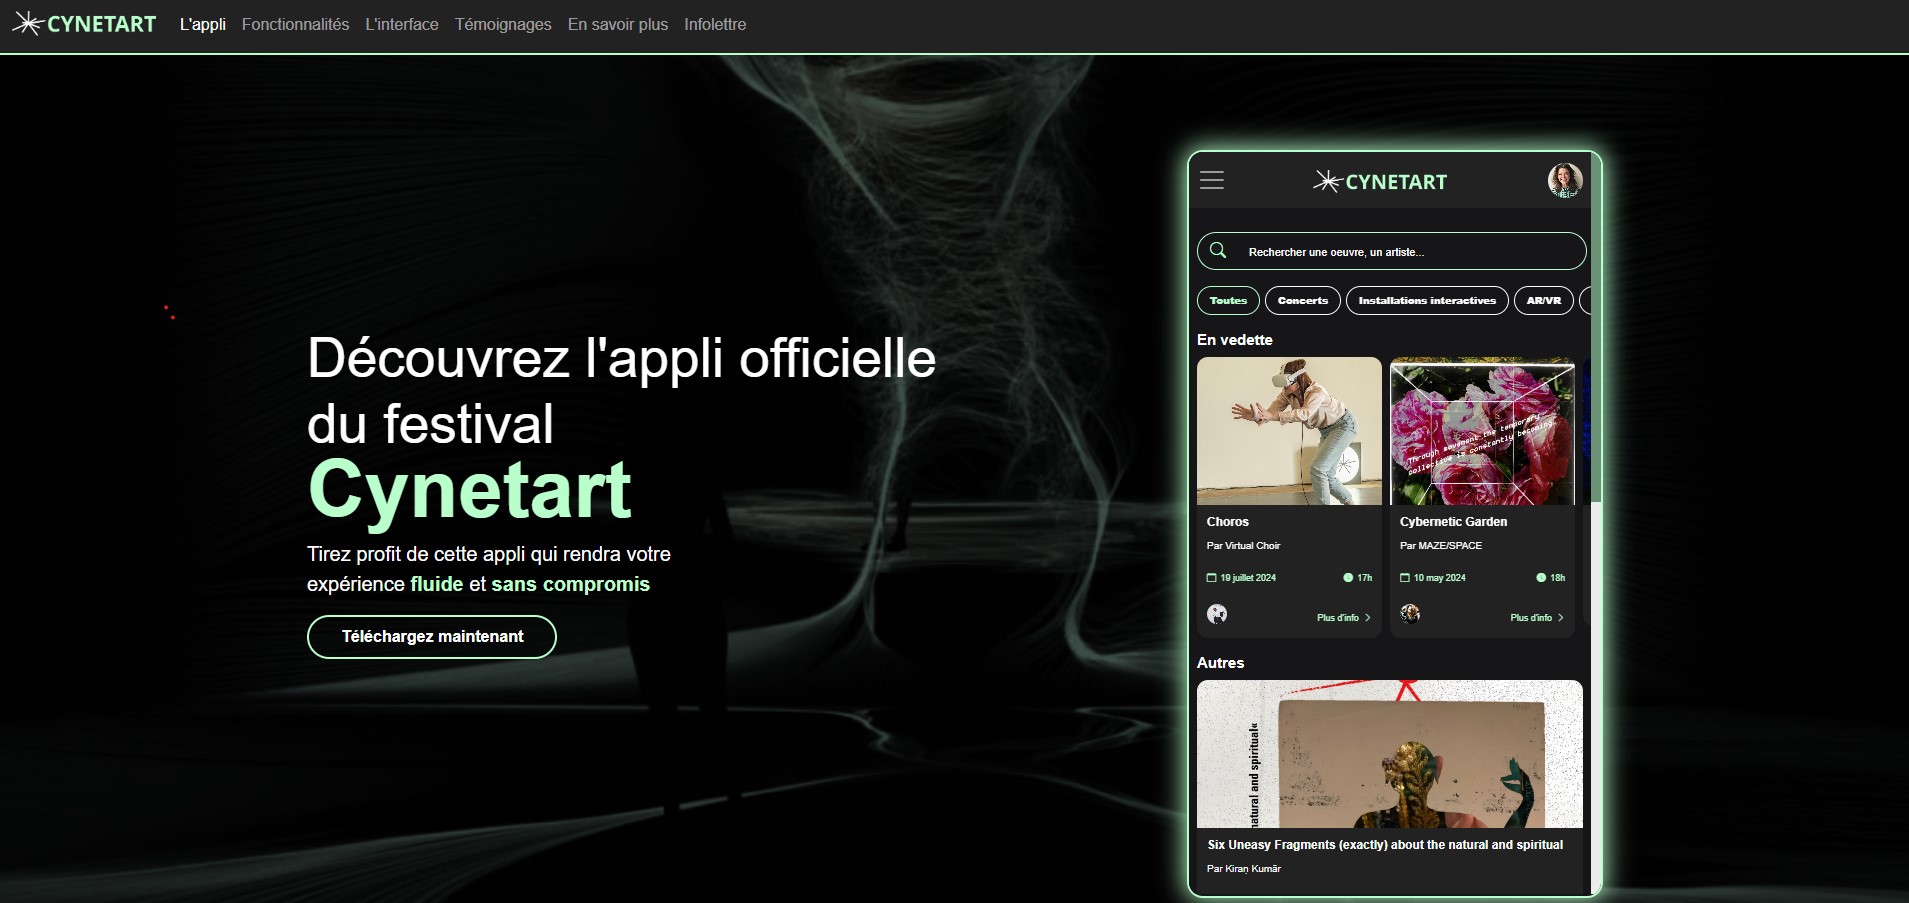 CYNETART L'appli Fonctionnalités L'interface Témoignages En savoir plus Infolettre
Découvrez l'appli officielle
du festival
Cynetart
Tirez profit de cette appli qui rendra votre
expérience fluide et sans compromis
Téléchargez maintenant
CYNETART
Rechercher une oeuvre, un artiste...
Toutes Concerts Installations interactives AR/VR
En vedette
Through movement the temporary
collective is constantly becoming.
Choros
Par Virtual Choir
19 juillet 2024 17h
Plus d'info
Cybernetic Garden
Par MAZE/SPACE
10 may 2024 18h
Plus d'info
Autres
natural and spiritual«
Six Uneasy Fragments (exactly) about the natural and spiritual
Par Kiraṇ Kumār